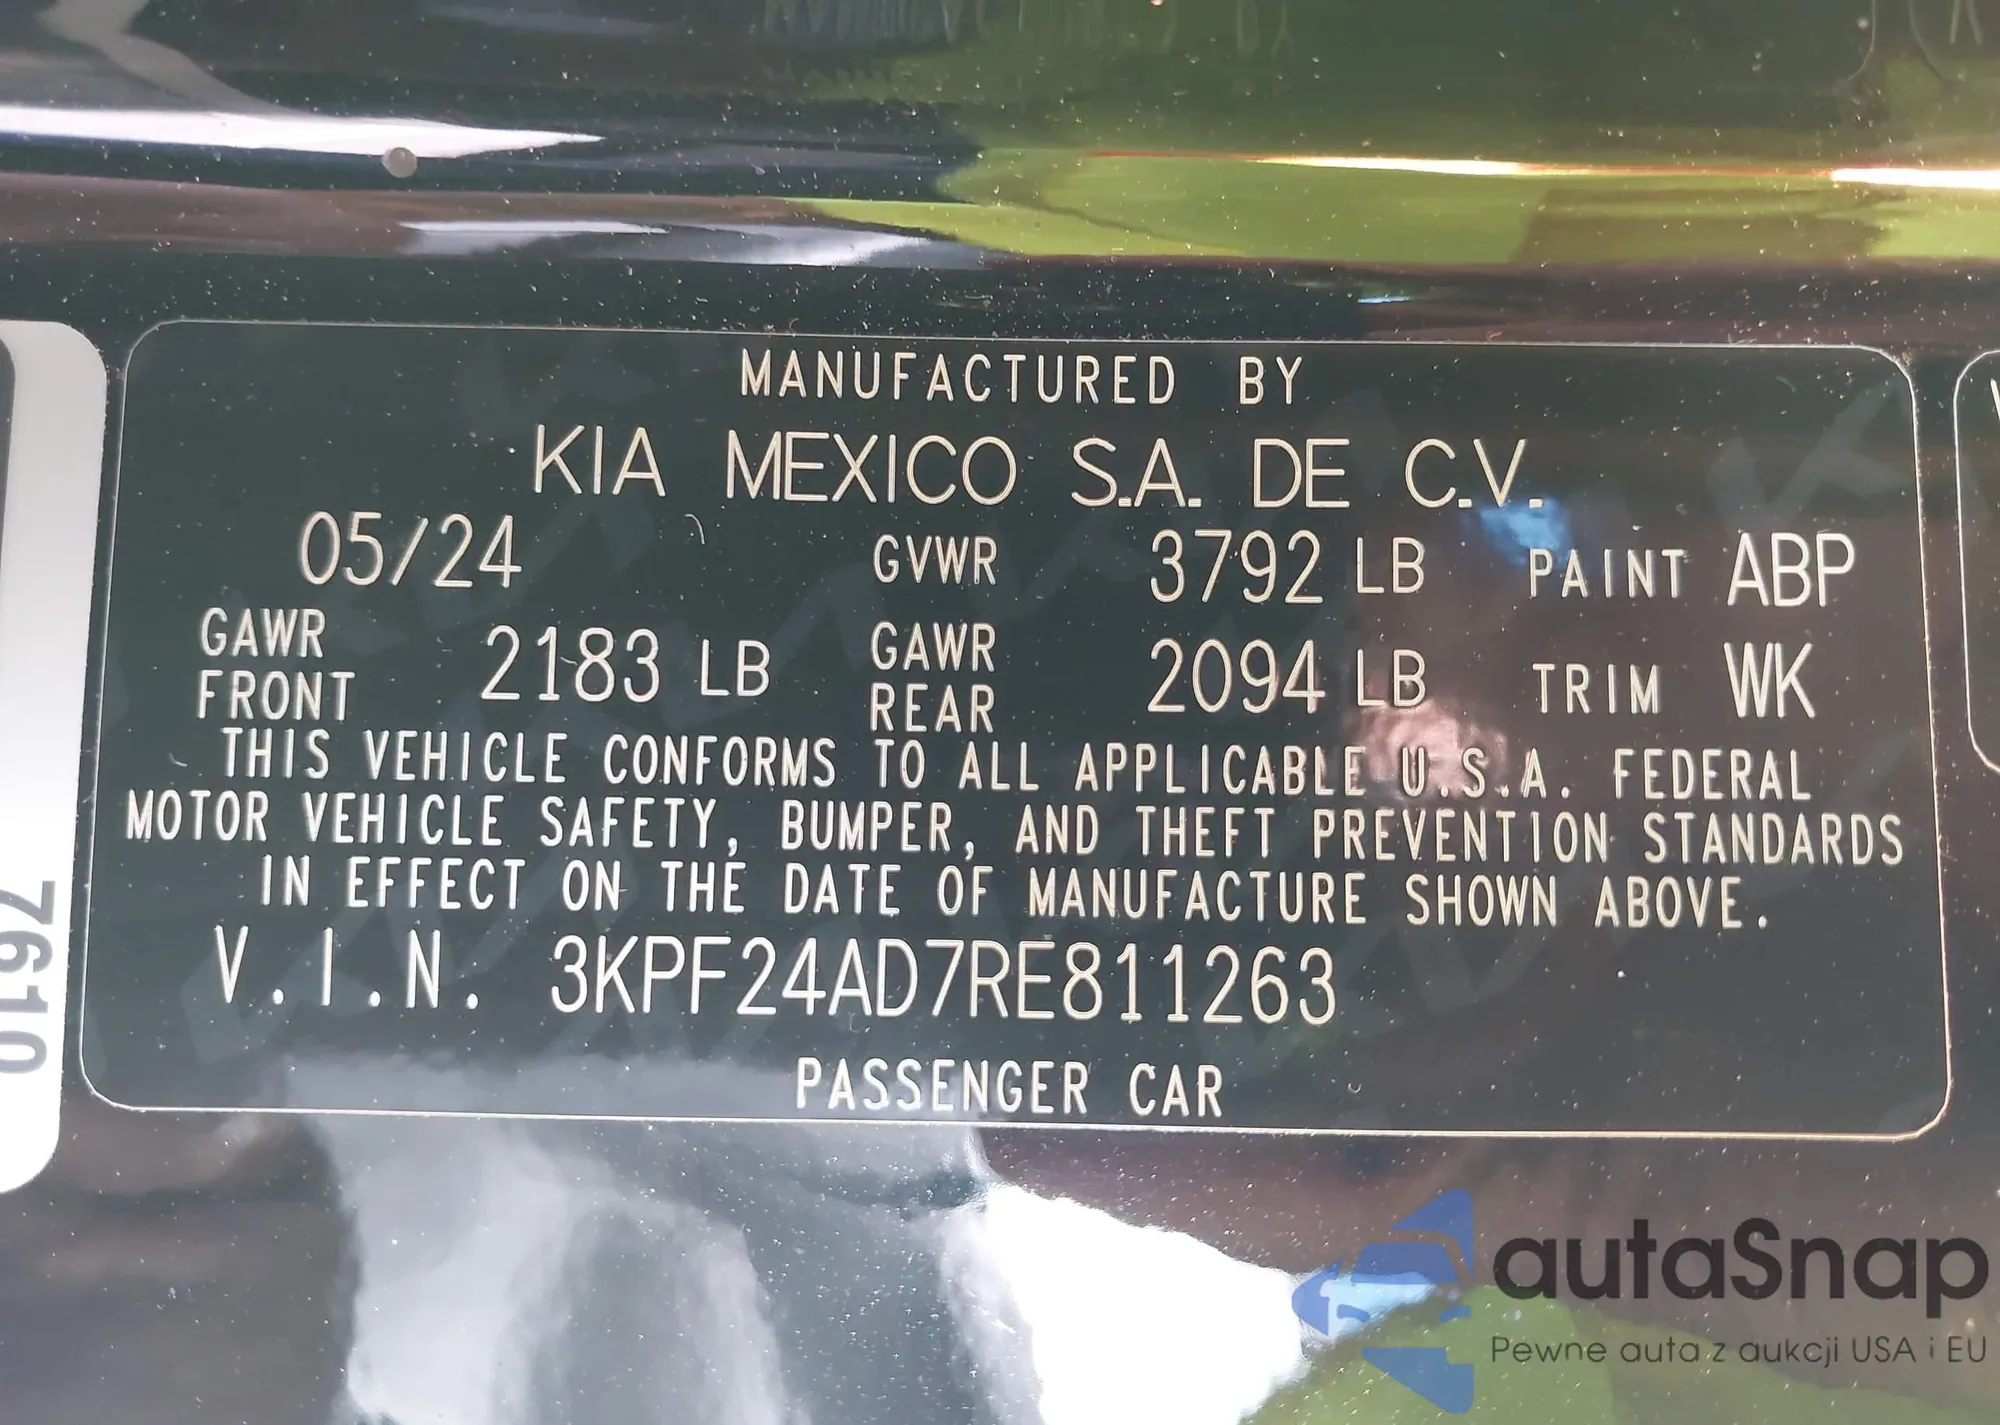 MANUFACTURED BY
KIA MEXICO S.A. DE C.V.
05/24 GVWR 3792 LB PAINT ABP
GAWR FRONT 2183 LB GAWR REAR 2094 LB TRIM WK
THIS VEHICLE CONFORMS TO ALL APPLICABLE U.S.A. FEDERAL
MOTOR VEHICLE SAFETY, BUMPER, AND THEFT PREVENTION STANDARDS
IN EFFECT ON THE DATE OF MANUFACTURE SHOWN ABOVE.
V.I.N. 3KPF24AD7RE811263
PASSENGER CAR
7610
autaSnap
Pewne auta z aukcji USA i EU